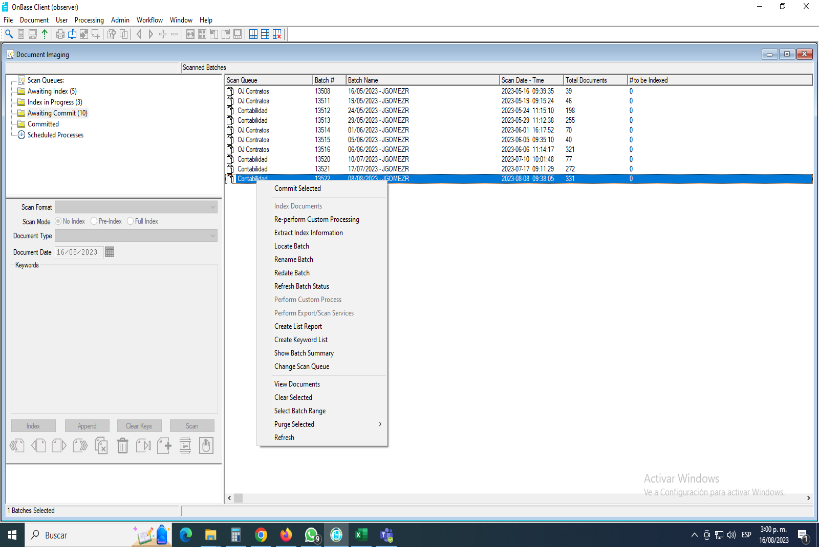 OnBase Client (observer)
File Document User Processing Admin Workflow Window Help
Document Imaging
Scanned Batches
Scan Queues:
Awaiting Index (5)
Index in Progress (3)
Awaiting Commit (10)
Committed
Scheduled Processes
Scan Queue Batch # Batch Name Scan Date - Time Total Documents # to be Indexed
OJ Contratos 13508 16/05/2023 - JGOMEZR 2023-05-16 09:39:35 39 0
OJ Contratos 13511 19/05/2023 - JGOMEZR 2023-05-19 09:15:24 46 0
Contabilidad 13512 24/05/2023 - JGOMEZR 2023-05-24 11:15:10 198 0
Contabilidad 13513 29/05/2023 - JGOMEZR 2023-05-29 11:12:38 255 0
OJ Contratos 13514 01/06/2023 - JGOMEZR 2023-06-01 16:17:52 70 0
OJ Contratos 13515 05/06/2023 - JGOMEZR 2023-06-05 09:35:10 40 0
OJ Contratos 13516 06/06/2023 - JGOMEZR 2023-06-06 11:14:17 321 0
Contabilidad 13520 10/07/2023 - JGOMEZR 2023-07-10 10:01:48 77 0
Contabilidad 13521 17/07/2023 - JGOMEZR 2023-07-17 09:11:29 272 0
Contabilidad 13522 08/08/2023 - JGOMEZR 2023-08-08 09:38:05 331 0
Commit Selected
Index Documents
Re-perform Custom Processing
Extract Index Information
Locate Batch
Rename Batch
Redate Batch
Refresh Batch Status
Perform Custom Process
Perform Export/Scan Services
Create List Report
Create Keyword List
Show Batch Summary
Change Scan Queue
View Documents
Clear Selected
Select Batch Range
Purge Selected
Refresh
Scan Format
Scan Mode No Index Pre-Index Full Index
Document Type
Document Date 16/08/2023
Keywords
Index Append Clear Keys Scan
Activar Windows
Ve a Configuración para activar Windows.
1 Batches Selected
Buscar
ESP
3:00 p. m.
16/08/2023